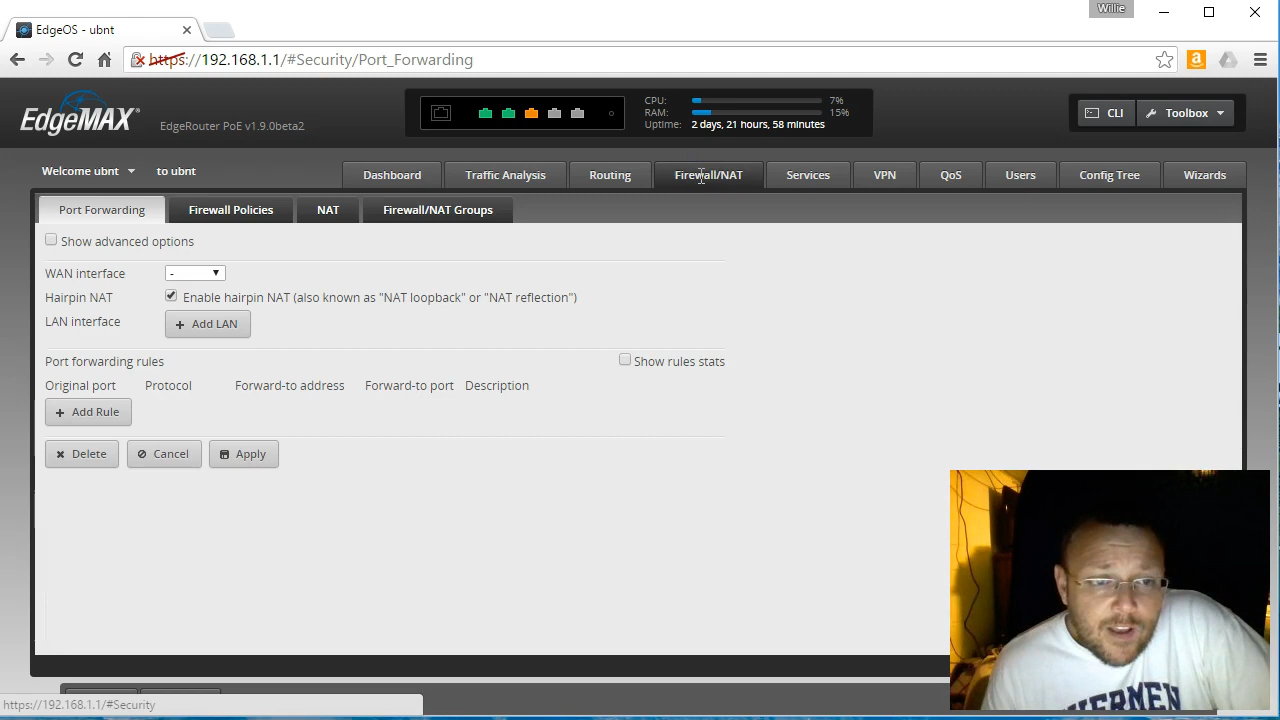 Willie
EdgeOS - ubnt
https://192.168.1.1/#Security/Port_Forwarding
EdgeMAX®
EdgeRouter PoE v1.9.0beta2
CPU: 7%
RAM: 15%
Uptime: 2 days, 21 hours, 58 minutes
CLI
Toolbox
Welcome ubnt to ubnt
Dashboard Traffic Analysis Routing Firewall/NAT Services VPN QoS Users Config Tree Wizards
Port Forwarding Firewall Policies NAT Firewall/NAT Groups
Show advanced options
WAN interface -
Hairpin NAT Enable hairpin NAT (also known as "NAT loopback" or "NAT reflection")
LAN interface + Add LAN
Port forwarding rules Show rules stats
Original port Protocol Forward-to address Forward-to port Description
+ Add Rule
Delete Cancel Apply
https://192.168.1.1/#Security